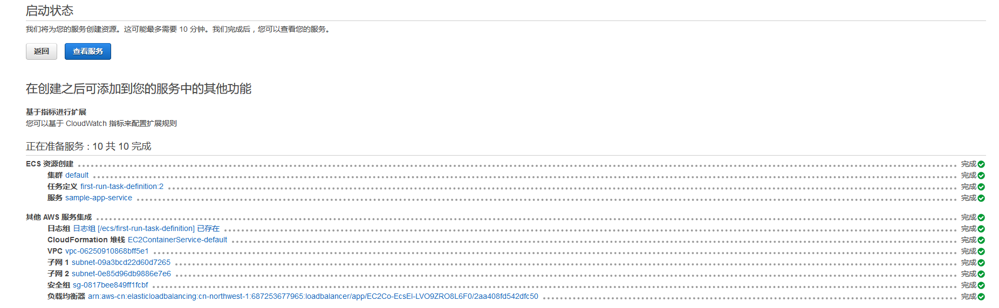 启动状态
我们将为您的服务创建资源。这可能最多需要 10 分钟。我们完成后，您可以查看您的服务。
返回 查看服务
在创建之后可添加到您的服务中的其他功能
基于指标进行扩展
您可以基于 CloudWatch 指标来配置扩展规则
正在准备服务 : 10 共 10 完成
ECS 资源创建 完成
集群 default 完成
任务定义 first-run-task-definition:2 完成
服务 sample-app-service 完成
其他 AWS 服务集成 完成
日志组 日志组 [/ecs/first-run-task-definition] 已存在 完成
CloudFormation 堆栈 EC2ContainerService-default 完成
VPC vpc-06250910868bff5e1 完成
子网 1 subnet-09a3bcd22d60d7265 完成
子网 2 subnet-0e85d96db9886e7e6 完成
安全组 sg-0817bee849ff1fcbf 完成
负载均衡器 arn:aws-cn:elasticloadbalancing:cn-northwest-1:687253677965:loadbalancer/app/EC2Co-EcsEl-LVO9ZRO8L6F0/2aa408fd542dfc50 完成